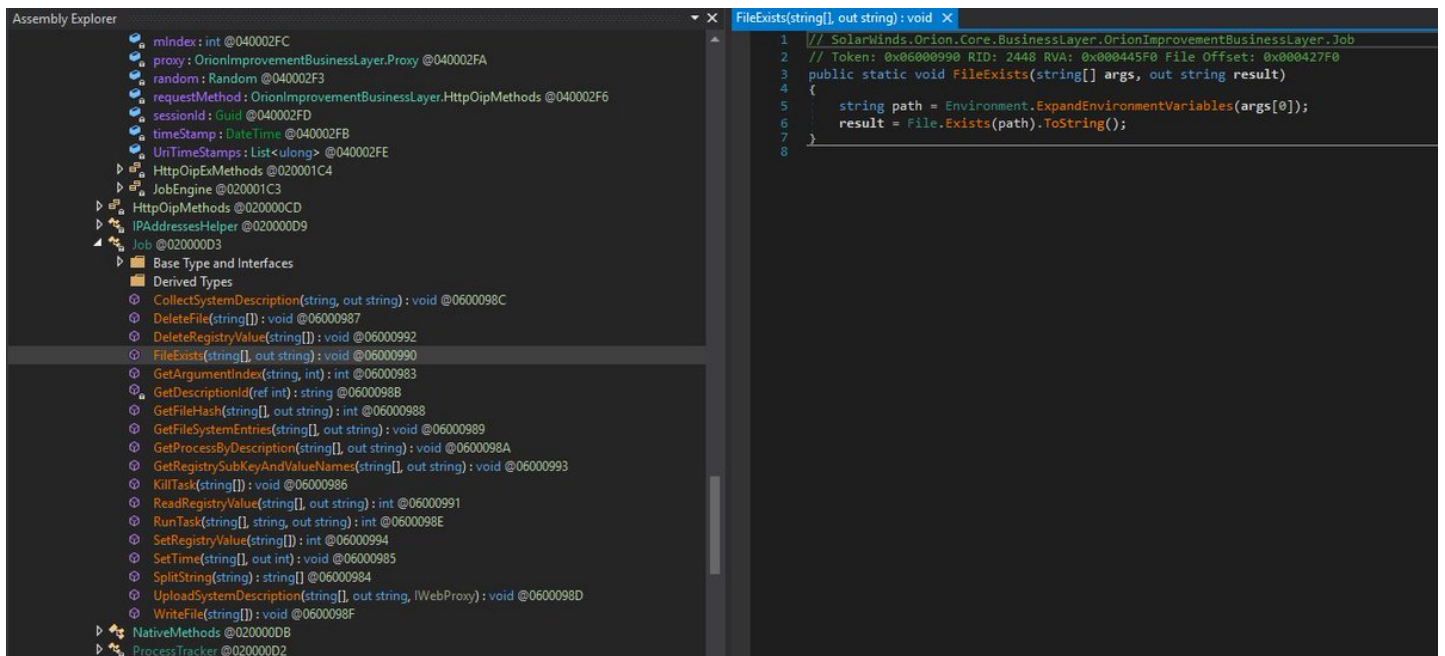 Assembly Explorer
mIndex : int @040002FC
proxy : OrionImprovementBusinessLayer.Proxy @040002FA
random : Random @040002F3
requestMethod : OrionImprovementBusinessLayer.HttpOipMethods @040002F6
sessionId : Guid @040002FD
timeStamp : DateTime @040002FB
UriTimeStamps : List<ulong> @040002FE
HttpOipExMethods @020001C4
JobEngine @020001C3
HttpOipMethods @020000CD
IPAddressesHelper @020000D9
Job @020000D3
Base Type and Interfaces
Derived Types
CollectSystemDescription(string, out string) : void @0600098C
DeleteFile(string[]) : void @06000987
DeleteRegistryValue(string[]) : void @06000992
FileExists(string[], out string) : void @06000990
GetArgumentIndex(string, int) : int @06000983
GetDescriptionId(ref int) : string @0600098B
GetFileHash(string[], out string) : int @06000988
GetFileSystemEntries(string[], out string) : void @06000989
GetProcessByDescription(string[], out string) : void @0600098A
GetRegistrySubKeyAndValueNames(string[], out string) : void @06000993
KillTask(string[]) : void @06000986
ReadRegistryValue(string[], out string) : int @06000991
RunTask(string[], string, out string) : int @0600098E
SetRegistryValue(string[]) : int @06000994
SetTime(string[], out int) : void @06000985
SplitString(string) : string[] @06000984
UploadSystemDescription(string[], out string, IWebProxy) : void @0600098D
WriteFile(string[]) : void @0600098F
NativeMethods @020000DB
ProcessTracker @020000D2
FileExists(string[], out string) : void X
1 // SolarWinds.Orion.Core.BusinessLayer.OrionImprovementBusinessLayer.Job
2 // Token: 0x06000990 RID: 2448 RVA: 0x000445F0 File Offset: 0x000427F0
3 public static void FileExists(string[] args, out string result)
4 {
5 string path = Environment.ExpandEnvironmentVariables(args[0]);
6 result = File.Exists(path).ToString();
7 }
8